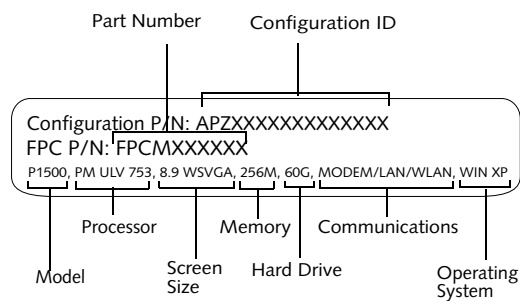 Part Number
Configuration ID
Configuration P/N: APZXXXXXXXXXXXXX
FPC P/N: FPCMXXXXXX
P1500, PM ULV 753, 8.9 WSVGA, 256M, 60G, MODEM/LAN/WLAN, WIN XP
Processor
Memory
Communications
Model
Screen
Size
Hard Drive
Operating
System